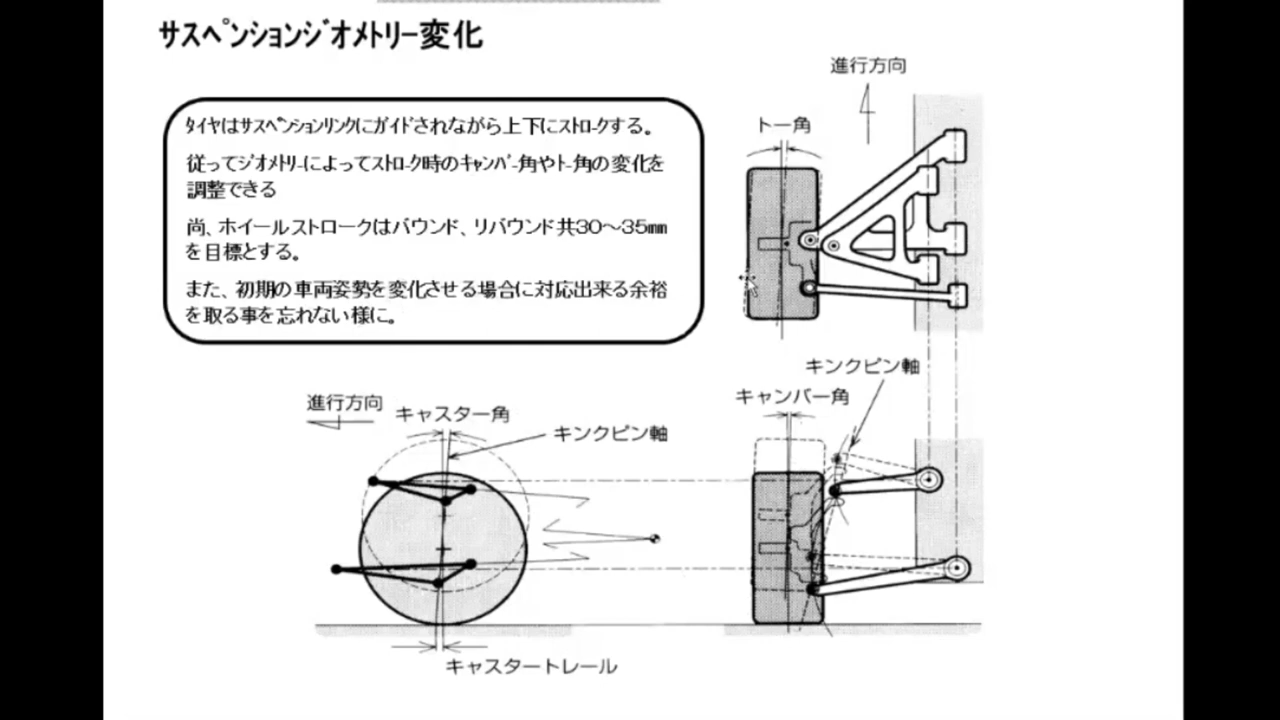 サスペンションジオメトリー変化
進行方向
トー角
タイヤはサスペンションリンクにガイドされながら上下にストロークする。
従ってジオメトリーによってストローク時のキャンバー角やトー角の変化を
調整できる
尚、ホイールストロークはバウンド、リバウンド共30〜35mm
を目標とする。
また、初期の車両姿勢を変化させる場合に対応出来る余裕
を取る事を忘れない様に。
キンクピン軸
キャンバー角
進行方向
キャスター角
キンクピン軸
キャスタートレール